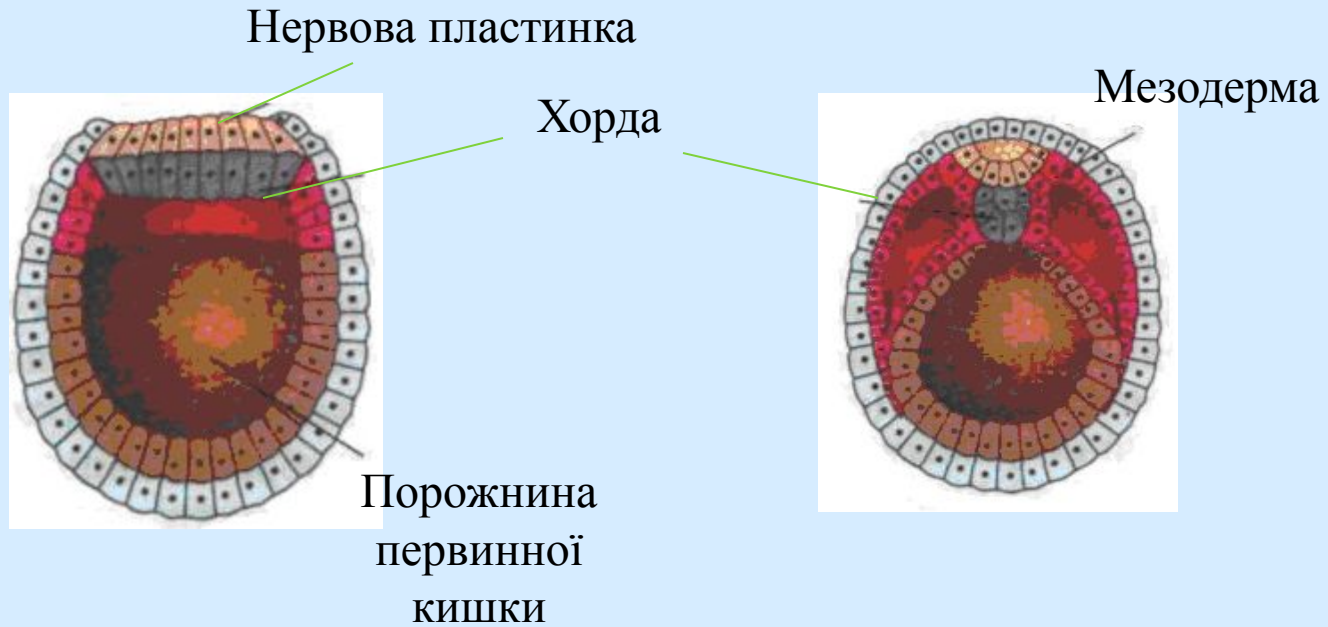 Нервова пластинка
Мезодерма
Хорда
Порожнина
первинної
кишки